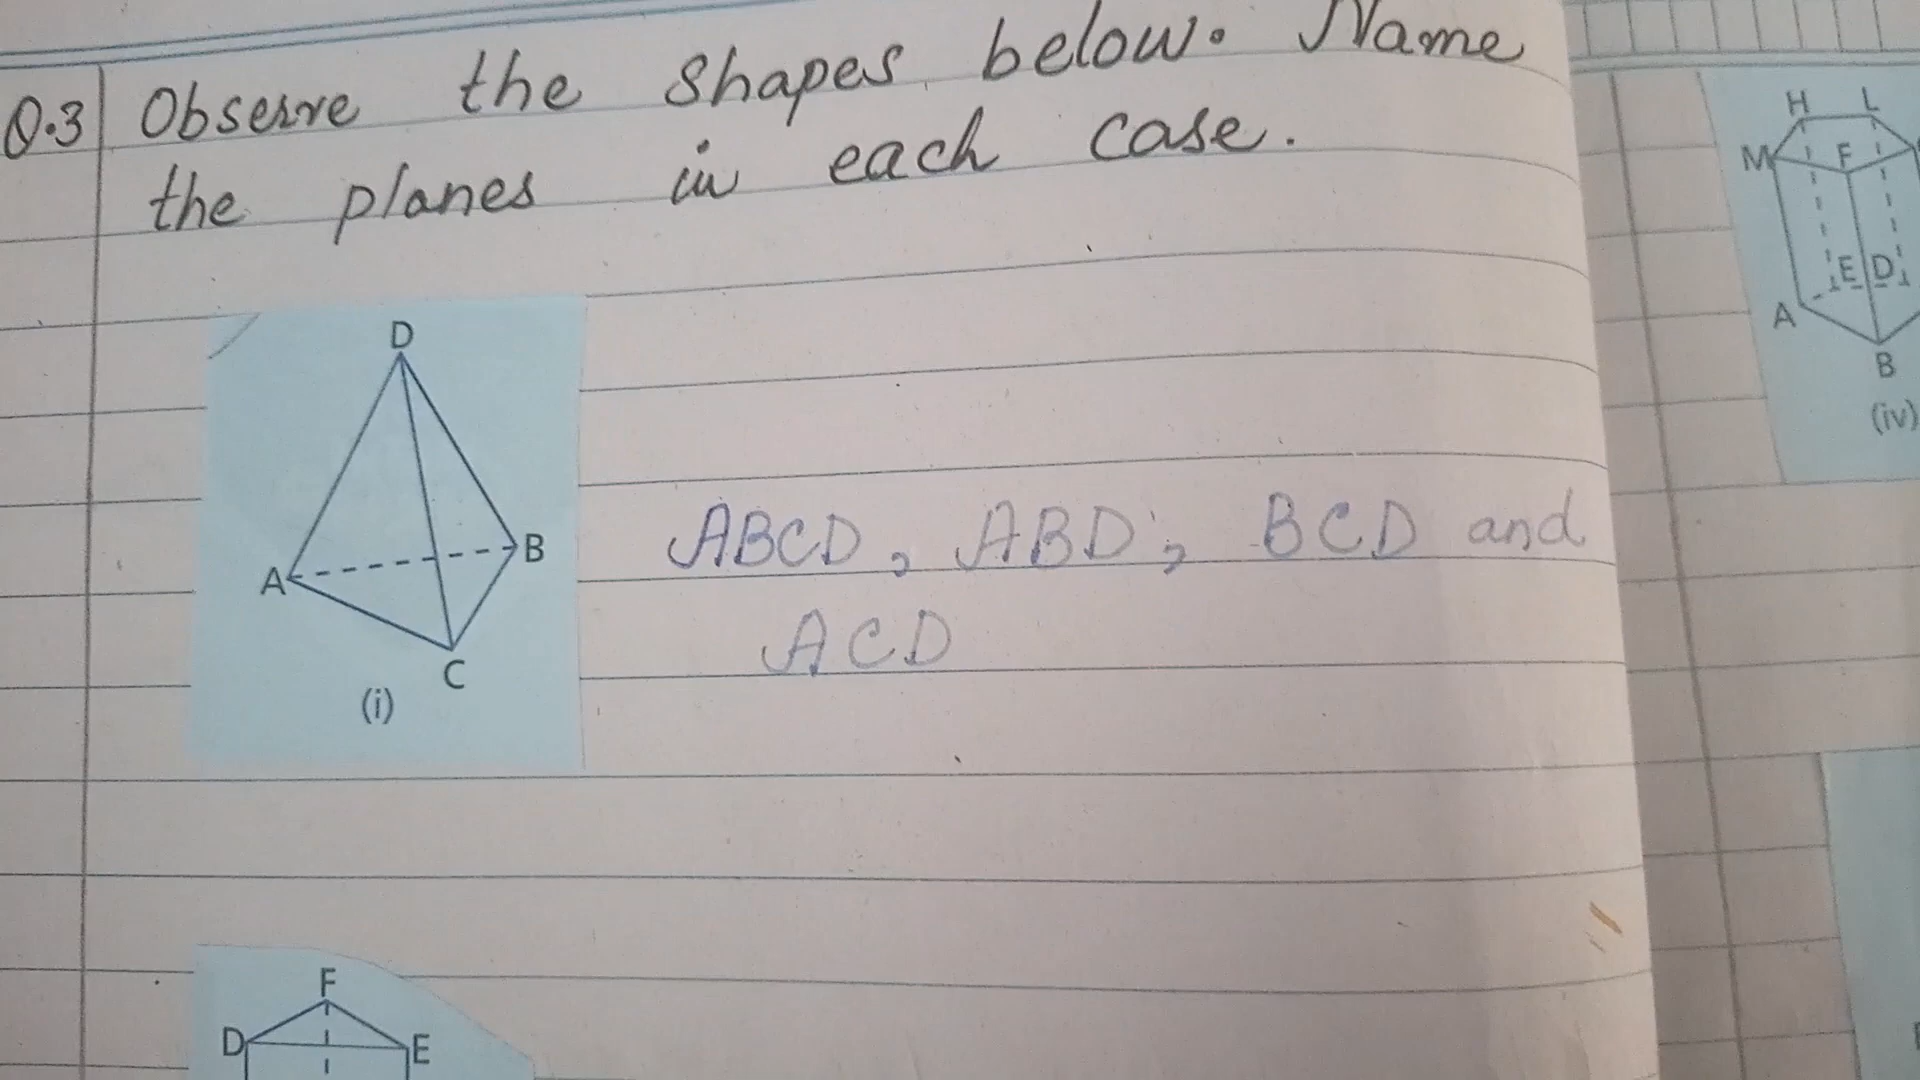 Q.3 Observe the shapes below. Name
the planes in each case.
D
A
B
C
(i)
ABCD, ABD, BCD and
ACD
F
D
E
H L
M F
E D
A
B
(iv)